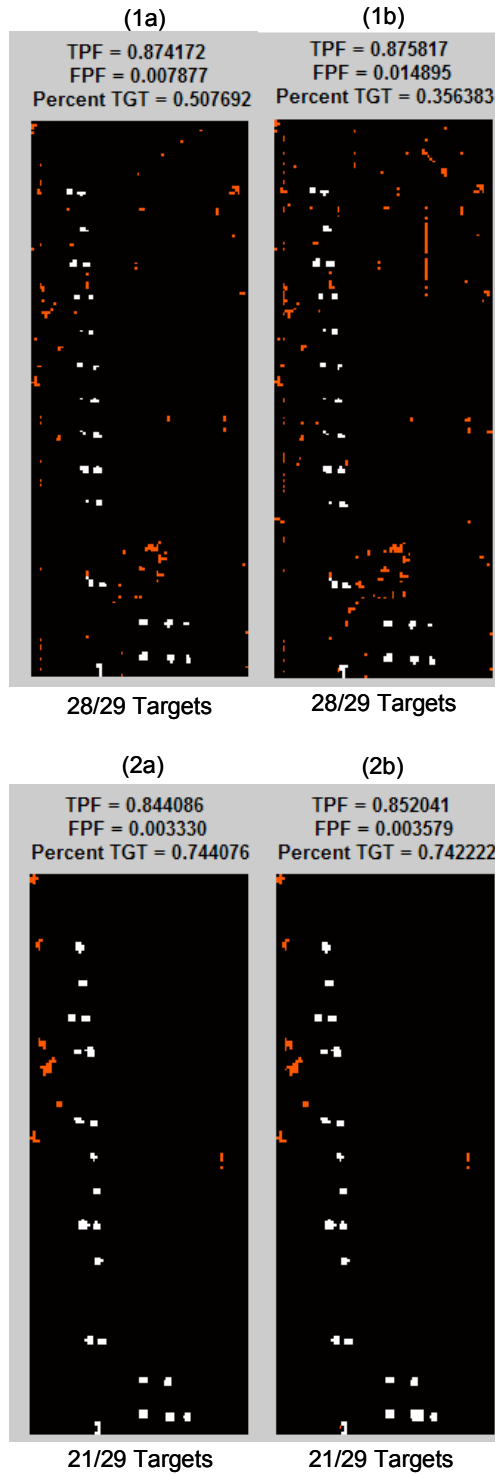 (1a) (1b)
TPF = 0.874172 TPF = 0.875817
FPF = 0.007877 FPF = 0.014895
Percent TGT = 0.507692 Percent TGT = 0.356383
28/29 Targets 28/29 Targets
(2a) (2b)
TPF = 0.844086 TPF = 0.852041
FPF = 0.003330 FPF = 0.003579
Percent TGT = 0.744076 Percent TGT = 0.742222
21/29 Targets 21/29 Targets